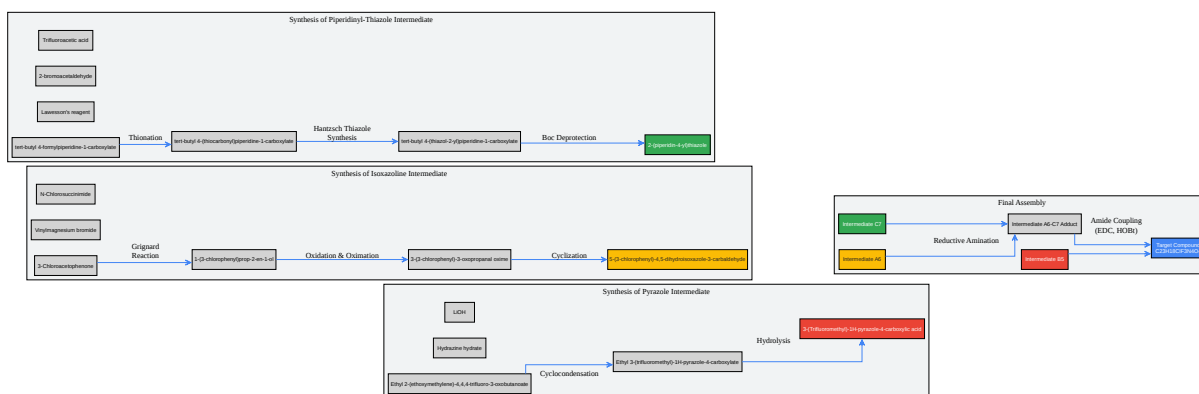 Synthesis of Piperidinyl-Thiazole Intermediate
Trifluoroacetic acid
2-bromoacetaldehyde
Lawesson's reagent
tert-butyl 4-formylpiperidine-1-carboxylate
Thionation
tert-butyl 4-(thiocarbonyl)piperidine-1-carboxylate
Hantzsch Thiazole
Synthesis
tert-butyl 4-(thiazol-2-yl)piperidine-1-carboxylate
Boc Deprotection
2-(piperidin-4-yl)thiazole
Synthesis of Isoxazoline Intermediate
N-Chlorosuccinimide
Vinylmagnesium bromide
3-Chloroacetophenone
Grignard
Reaction
1-(3-chlorophenyl)prop-2-en-1-ol
Oxidation & Oximation
3-(3-chlorophenyl)-3-oxopropanal oxime
Cyclization
5-(3-chlorophenyl)-4,5-dihydroisoxazole-3-carbaldehyde
Final Assembly
Intermediate C7
Intermediate A6
Reductive Amination
Intermediate A6-C7 Adduct
Intermediate B5
Amide Coupling
(EDC, HOBt)
Target Compound
Synthesis of Pyrazole Intermediate
LiOH
Hydrazine hydrate
Ethyl 2-(ethoxymethylene)-4,4,4-trifluoro-3-oxobutanoate
Cyclocondensation
Ethyl 3-(trifluoromethyl)-1H-pyrazole-4-carboxylate
Hydrolysis
3-(Trifluoromethyl)-1H-pyrazole-4-carboxylic acid